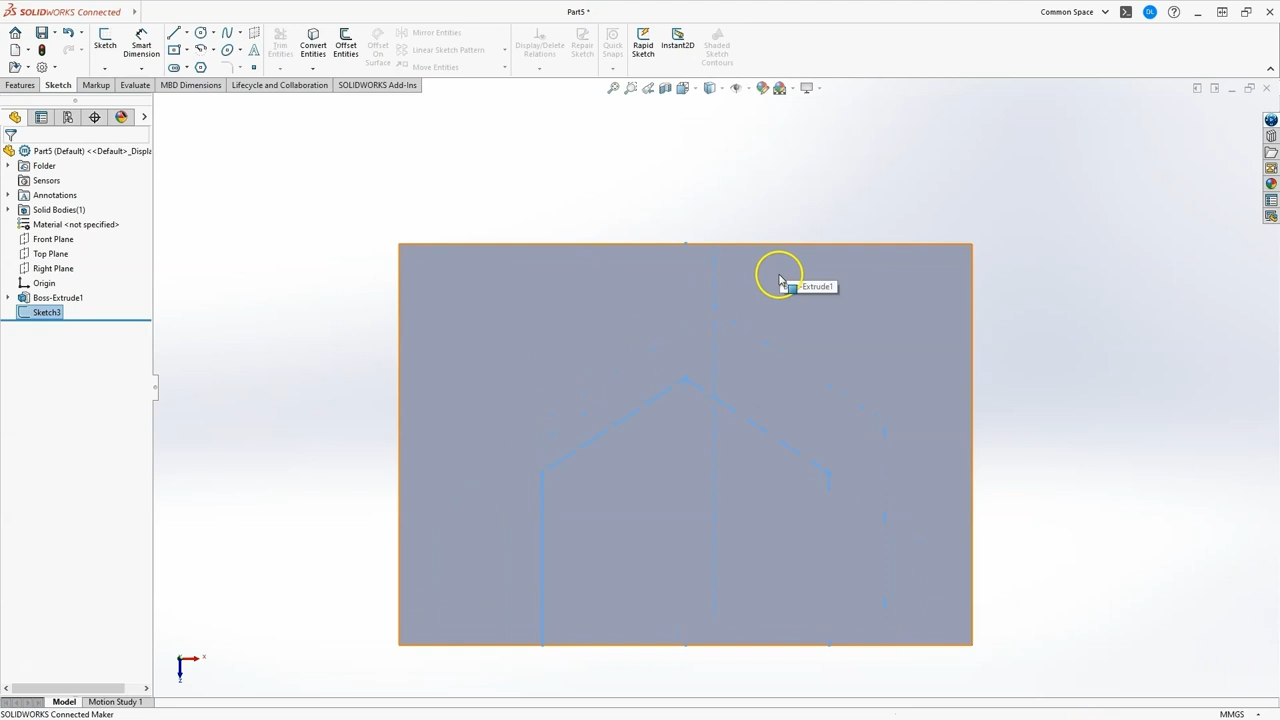 SOLIDWORKS Connected
Part5 *
Common Space
DL
Sketch
Smart Dimension
Trim Entities
Convert Entities
Offset Entities
Offset On Surface
Mirror Entities
Linear Sketch Pattern
Move Entities
Display/Delete Relations
Repair Sketch
Quick Snaps
Rapid Sketch
Instant2D
Shaded Sketch Contours
Features
Sketch
Markup
Evaluate
MBD Dimensions
Lifecycle and Collaboration
SOLIDWORKS Add-Ins
Part5 (Default) <<Default>_Displa
Folder
Sensors
Annotations
Solid Bodies(1)
Material <not specified>
Front Plane
Top Plane
Right Plane
Origin
Boss-Extrude1
Sketch3
-Extrude1
x
z
Model
Motion Study 1
SOLIDWORKS Connected Maker
MMGS